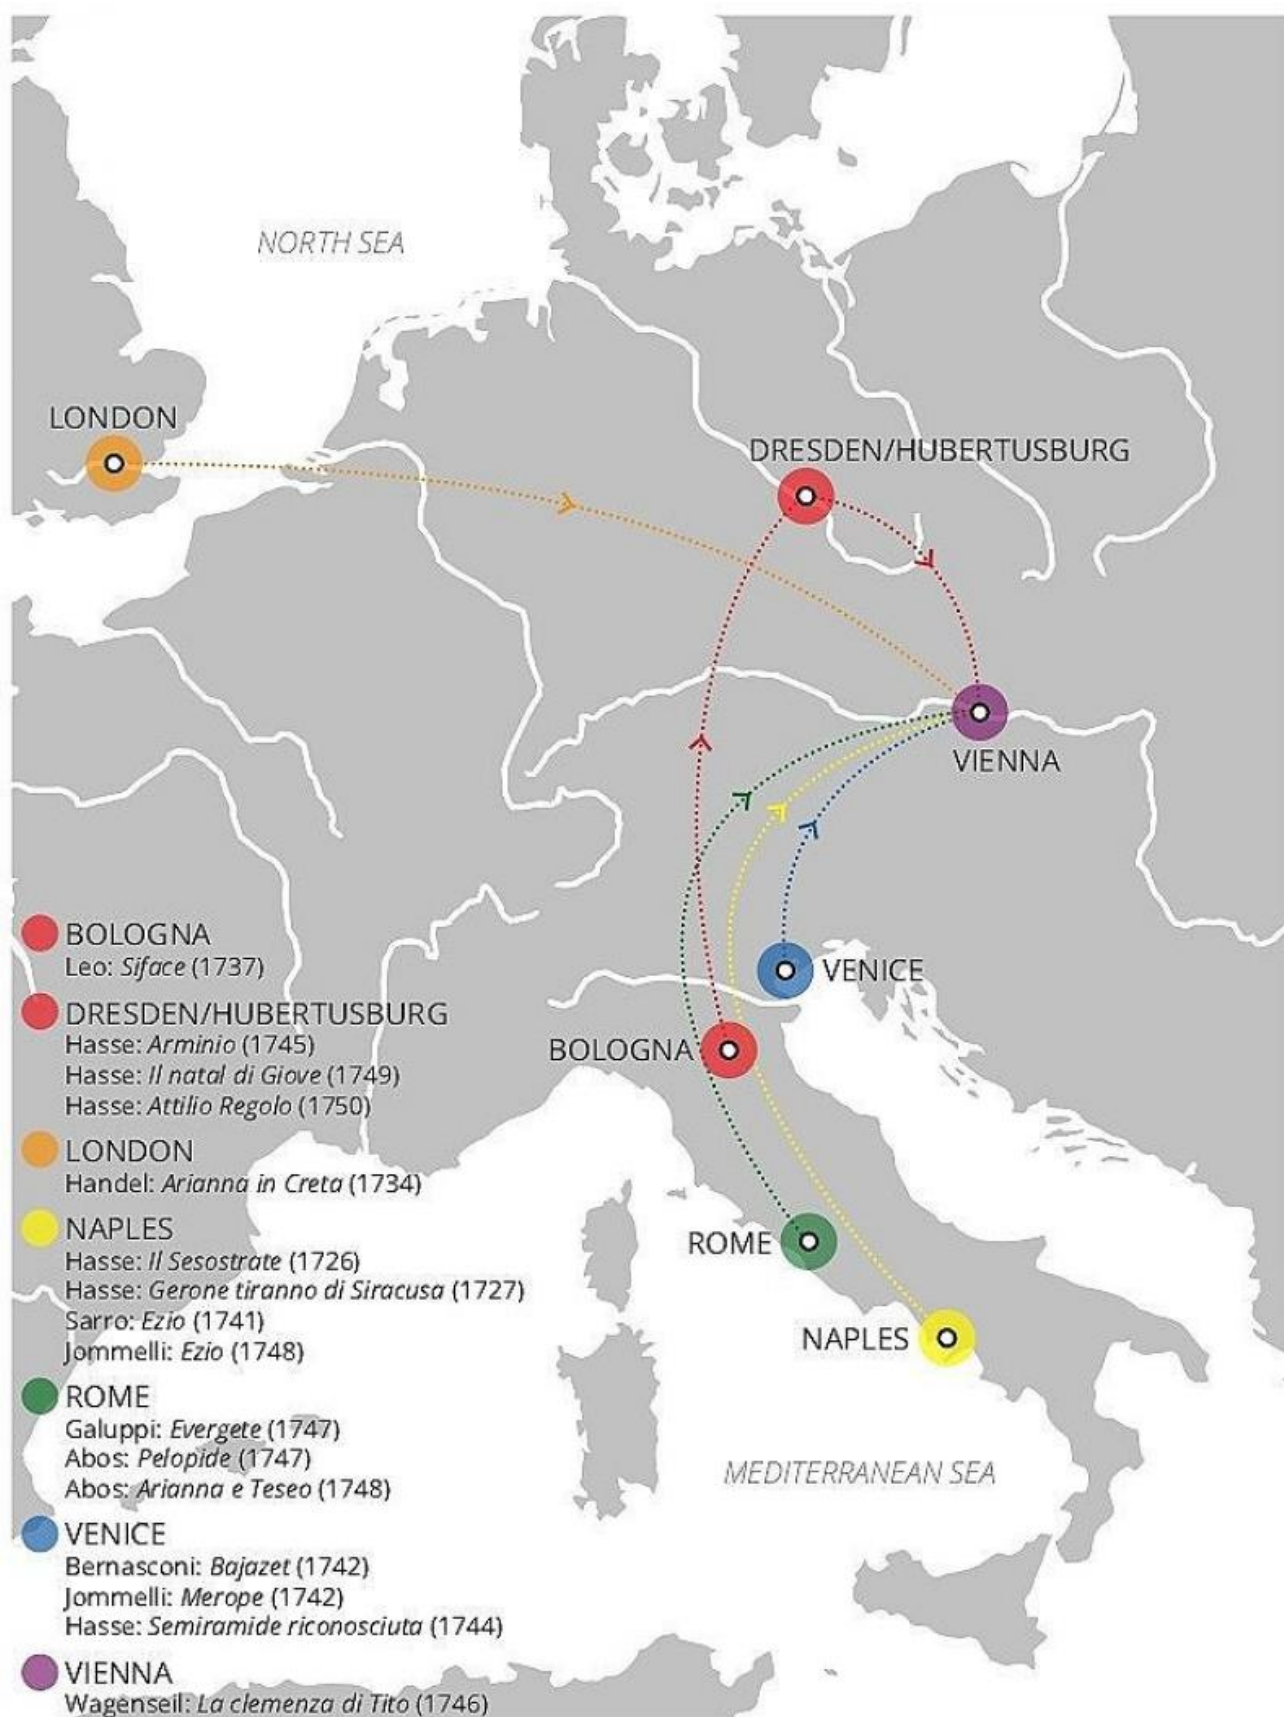 NORTH SEA
LONDON
DRESDEN/HUBERTUSBURG
VIENNA
VENICE
BOLOGNA
ROME
NAPLES
MEDITERRANEAN SEA
BOLOGNA
Leo: Siface (1737)
DRESDEN/HUBERTUSBURG
Hasse: Arminio (1745)
Hasse: Il natal di Giove (1749)
Hasse: Attilio Regolo (1750)
LONDON
Handel: Arianna in Creta (1734)
NAPLES
Hasse: Il Sesostrate (1726)
Hasse: Gerone tiranno di Siracusa (1727)
Sarro: Ezio (1741)
Jommelli: Ezio (1748)
ROME
Galuppi: Evergete (1747)
Abos: Pelopide (1747)
Abos: Arianna e Teseo (1748)
VENICE
Bernasconi: Bajazet (1742)
Jommelli: Merope (1742)
Hasse: Semiramide riconosciuta (1744)
VIENNA
Wagenseil: La clemenza di Tito (1746)